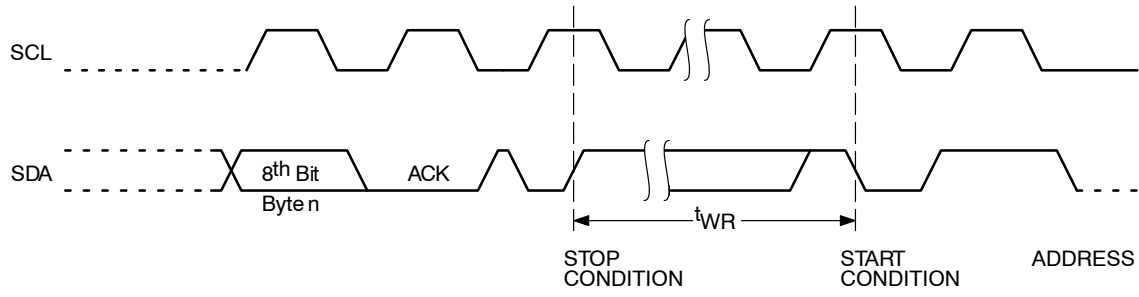 SCL
SDA
8th Bit
Byte n
ACK
tWR
STOP
CONDITION
START
CONDITION
ADDRESS